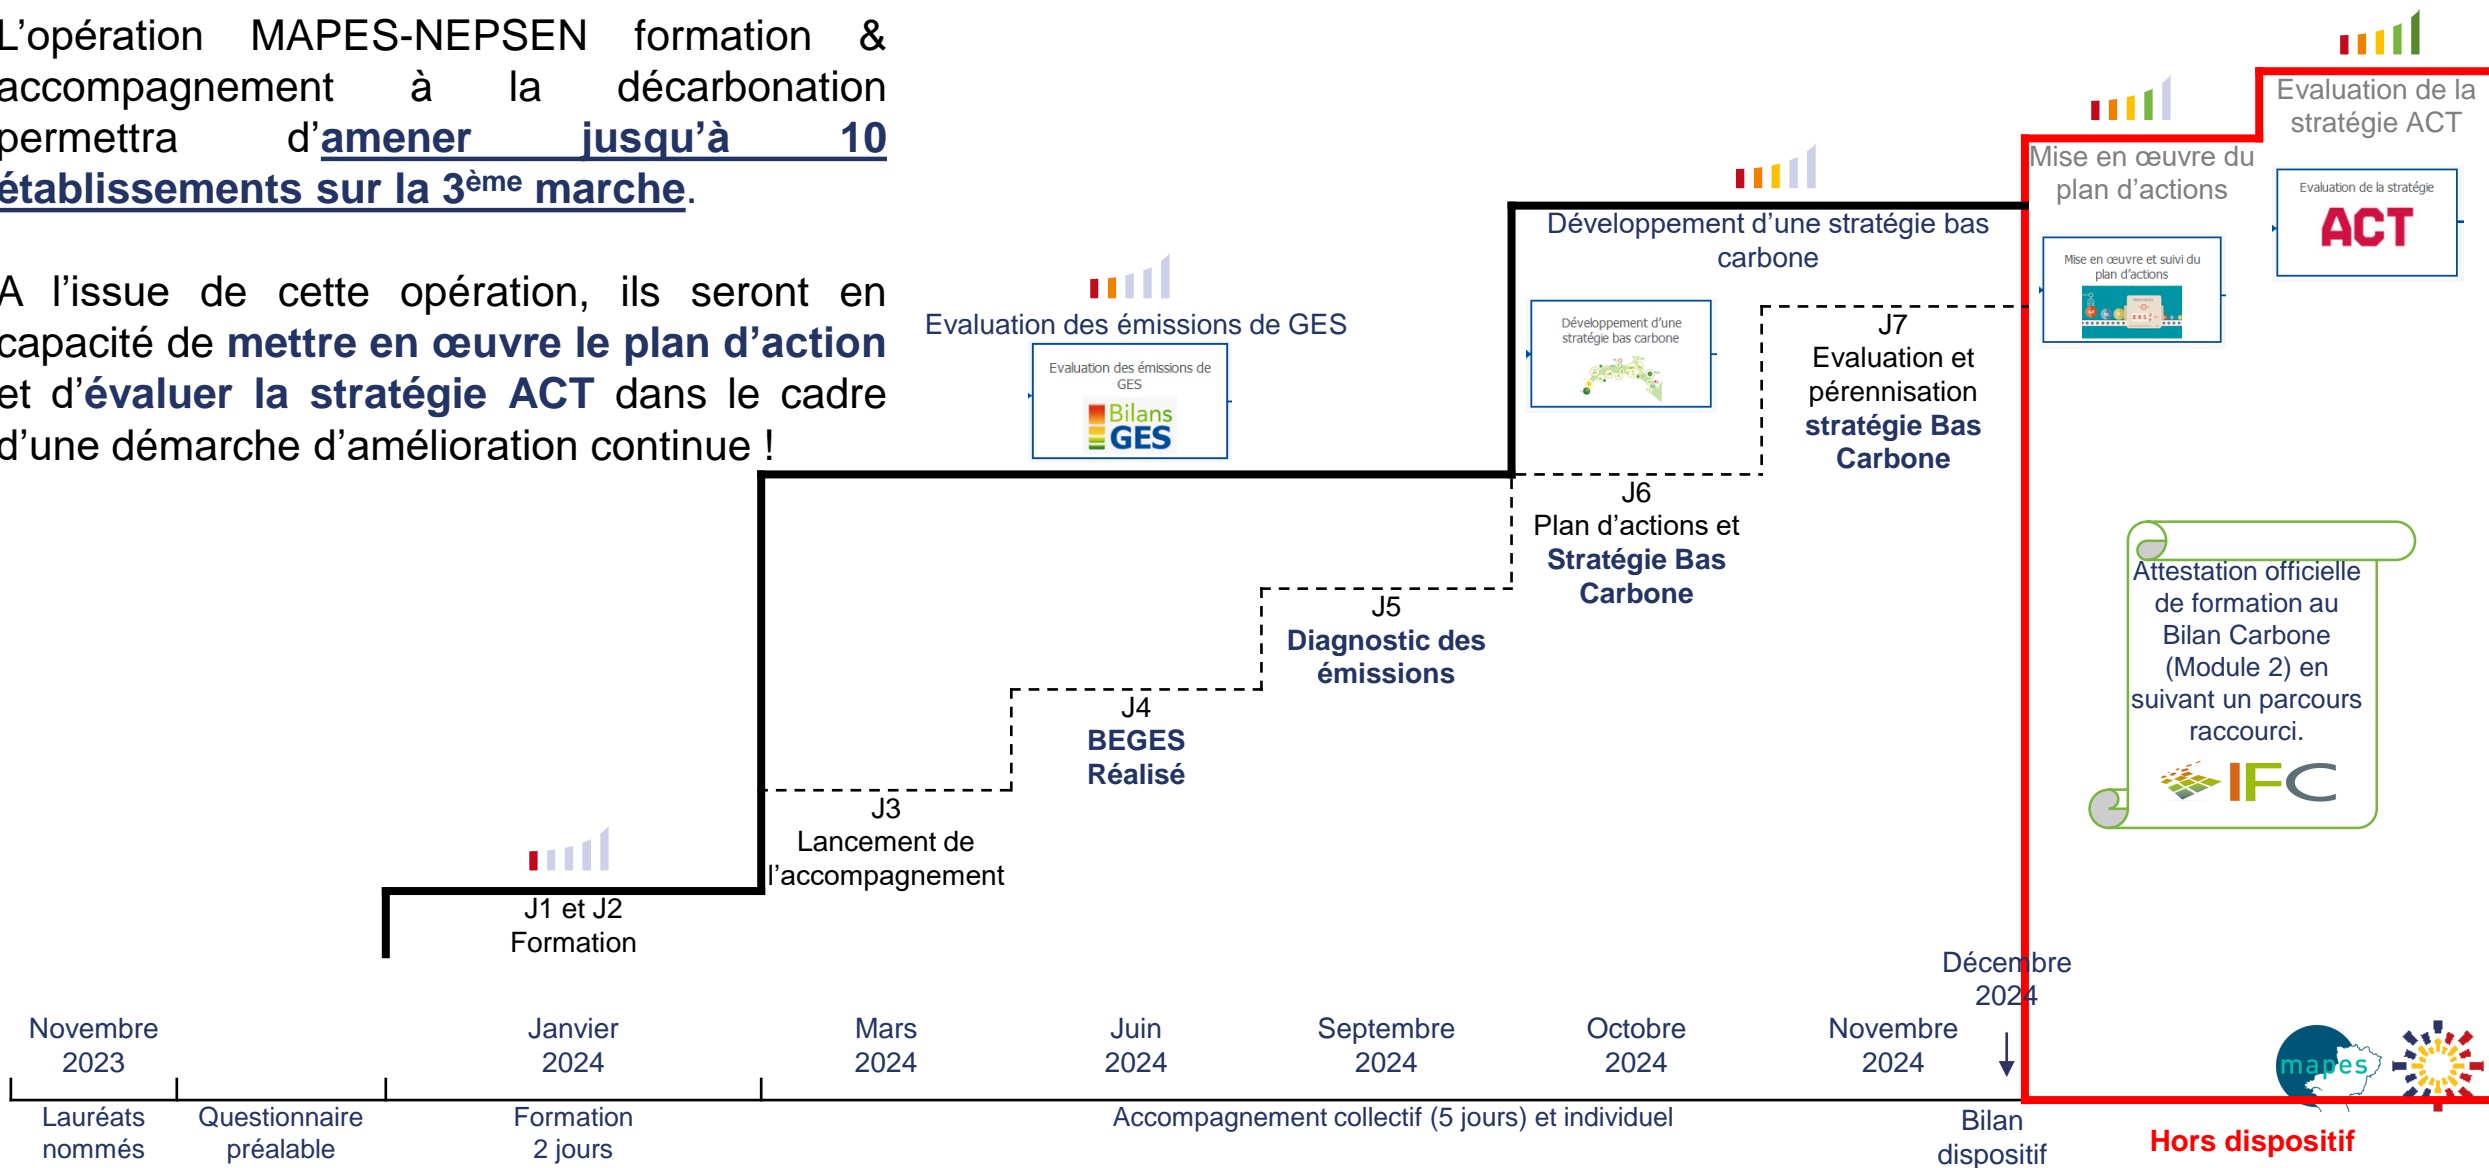 L'opération MAPES-NEPSEN formation &
accompagnement à la décarbonation
permettra d'amener jusqu'à 10
établissements sur la 3ème marche.
A l'issue de cette opération, ils seront en
capacité de mettre en œuvre le plan d'action
et d'évaluer la stratégie ACT dans le cadre
d'une démarche d'amélioration continue !
Evaluation de la
stratégie ACT
Evaluation de la stratégie
ACT
Mise en œuvre du
plan d'actions
Mise en œuvre et suivi du
plan d'actions
Développement d'une stratégie bas
carbone
Développement d'une
stratégie bas carbone
Evaluation des émissions de GES
Evaluation des émissions de
GES
Bilans
GES
J7
Evaluation et
pérennisation
stratégie Bas
Carbone
J6
Plan d'actions et
Stratégie Bas
Carbone
J5
Diagnostic des
émissions
J4
BEGES
Réalisé
J3
Lancement de
l'accompagnement
J1 et J2
Formation
Attestation officielle
de formation au
Bilan Carbone
(Module 2) en
suivant un parcours
raccourci.
IFC
Novembre
2023
Janvier
2024
Mars
2024
Juin
2024
Septembre
2024
Octobre
2024
Novembre
2024
Décembre
2024
mapes
Lauréats
nommés
Questionnaire
préalable
Formation
2 jours
Accompagnement collectif (5 jours) et individuel
Bilan
dispositif
Hors dispositif